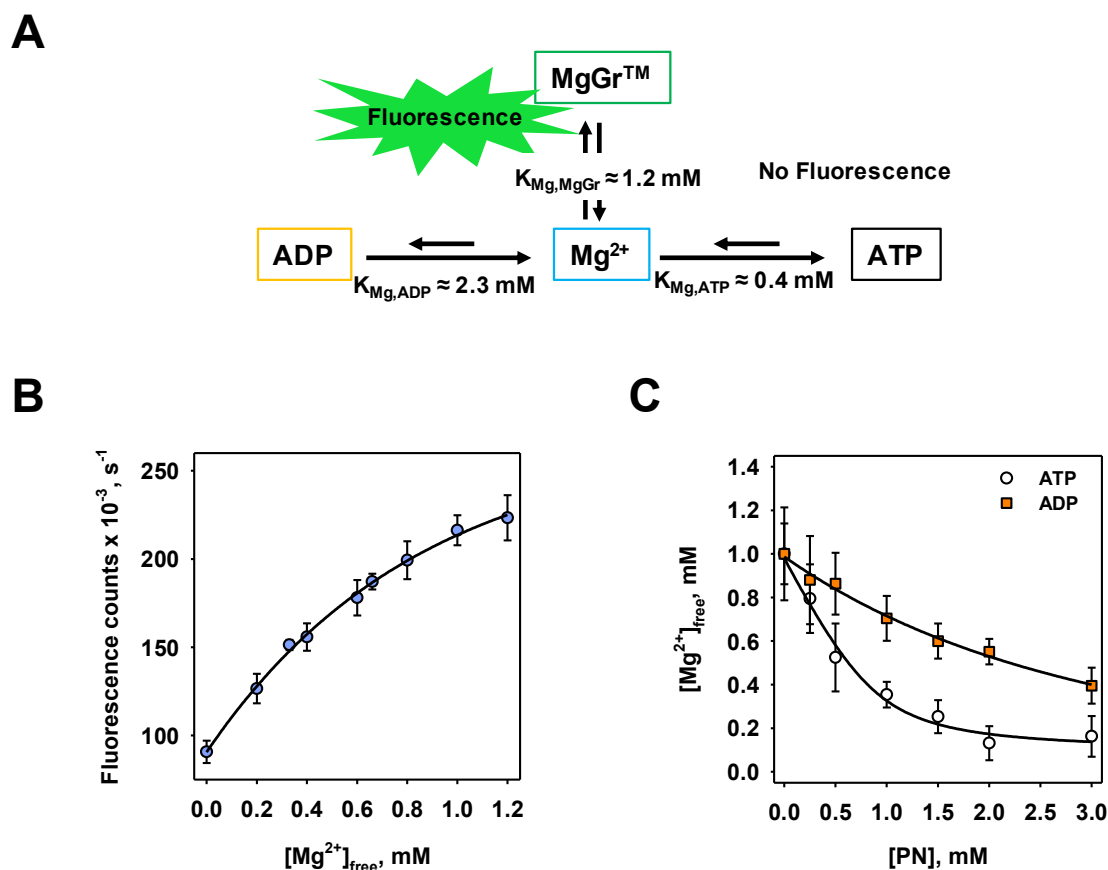 A
MgGr™
Fluorescence
K_Mg,MgGr ≈ 1.2 mM
No Fluorescence
ADP
Mg²⁺
ATP
K_Mg,ADP ≈ 2.3 mM
K_Mg,ATP ≈ 0.4 mM
B
Fluorescence counts x 10⁻³, s⁻¹
250
200
150
100
0.0 0.2 0.4 0.6 0.8 1.0 1.2
[Mg²⁺]free, mM
C
[Mg²⁺]free, mM
1.4
1.2
1.0
0.8
0.6
0.4
0.2
0.0
ATP
ADP
0.0 0.5 1.0 1.5 2.0 2.5 3.0
[PN], mM